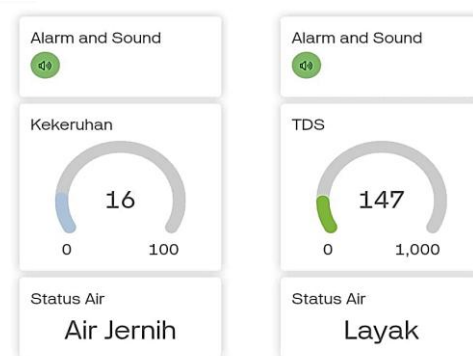 Alarm and Sound
Kekeruhan
16
0 100
Status Air
Air Jernih
Alarm and Sound
TDS
147
0 1,000
Status Air
Layak